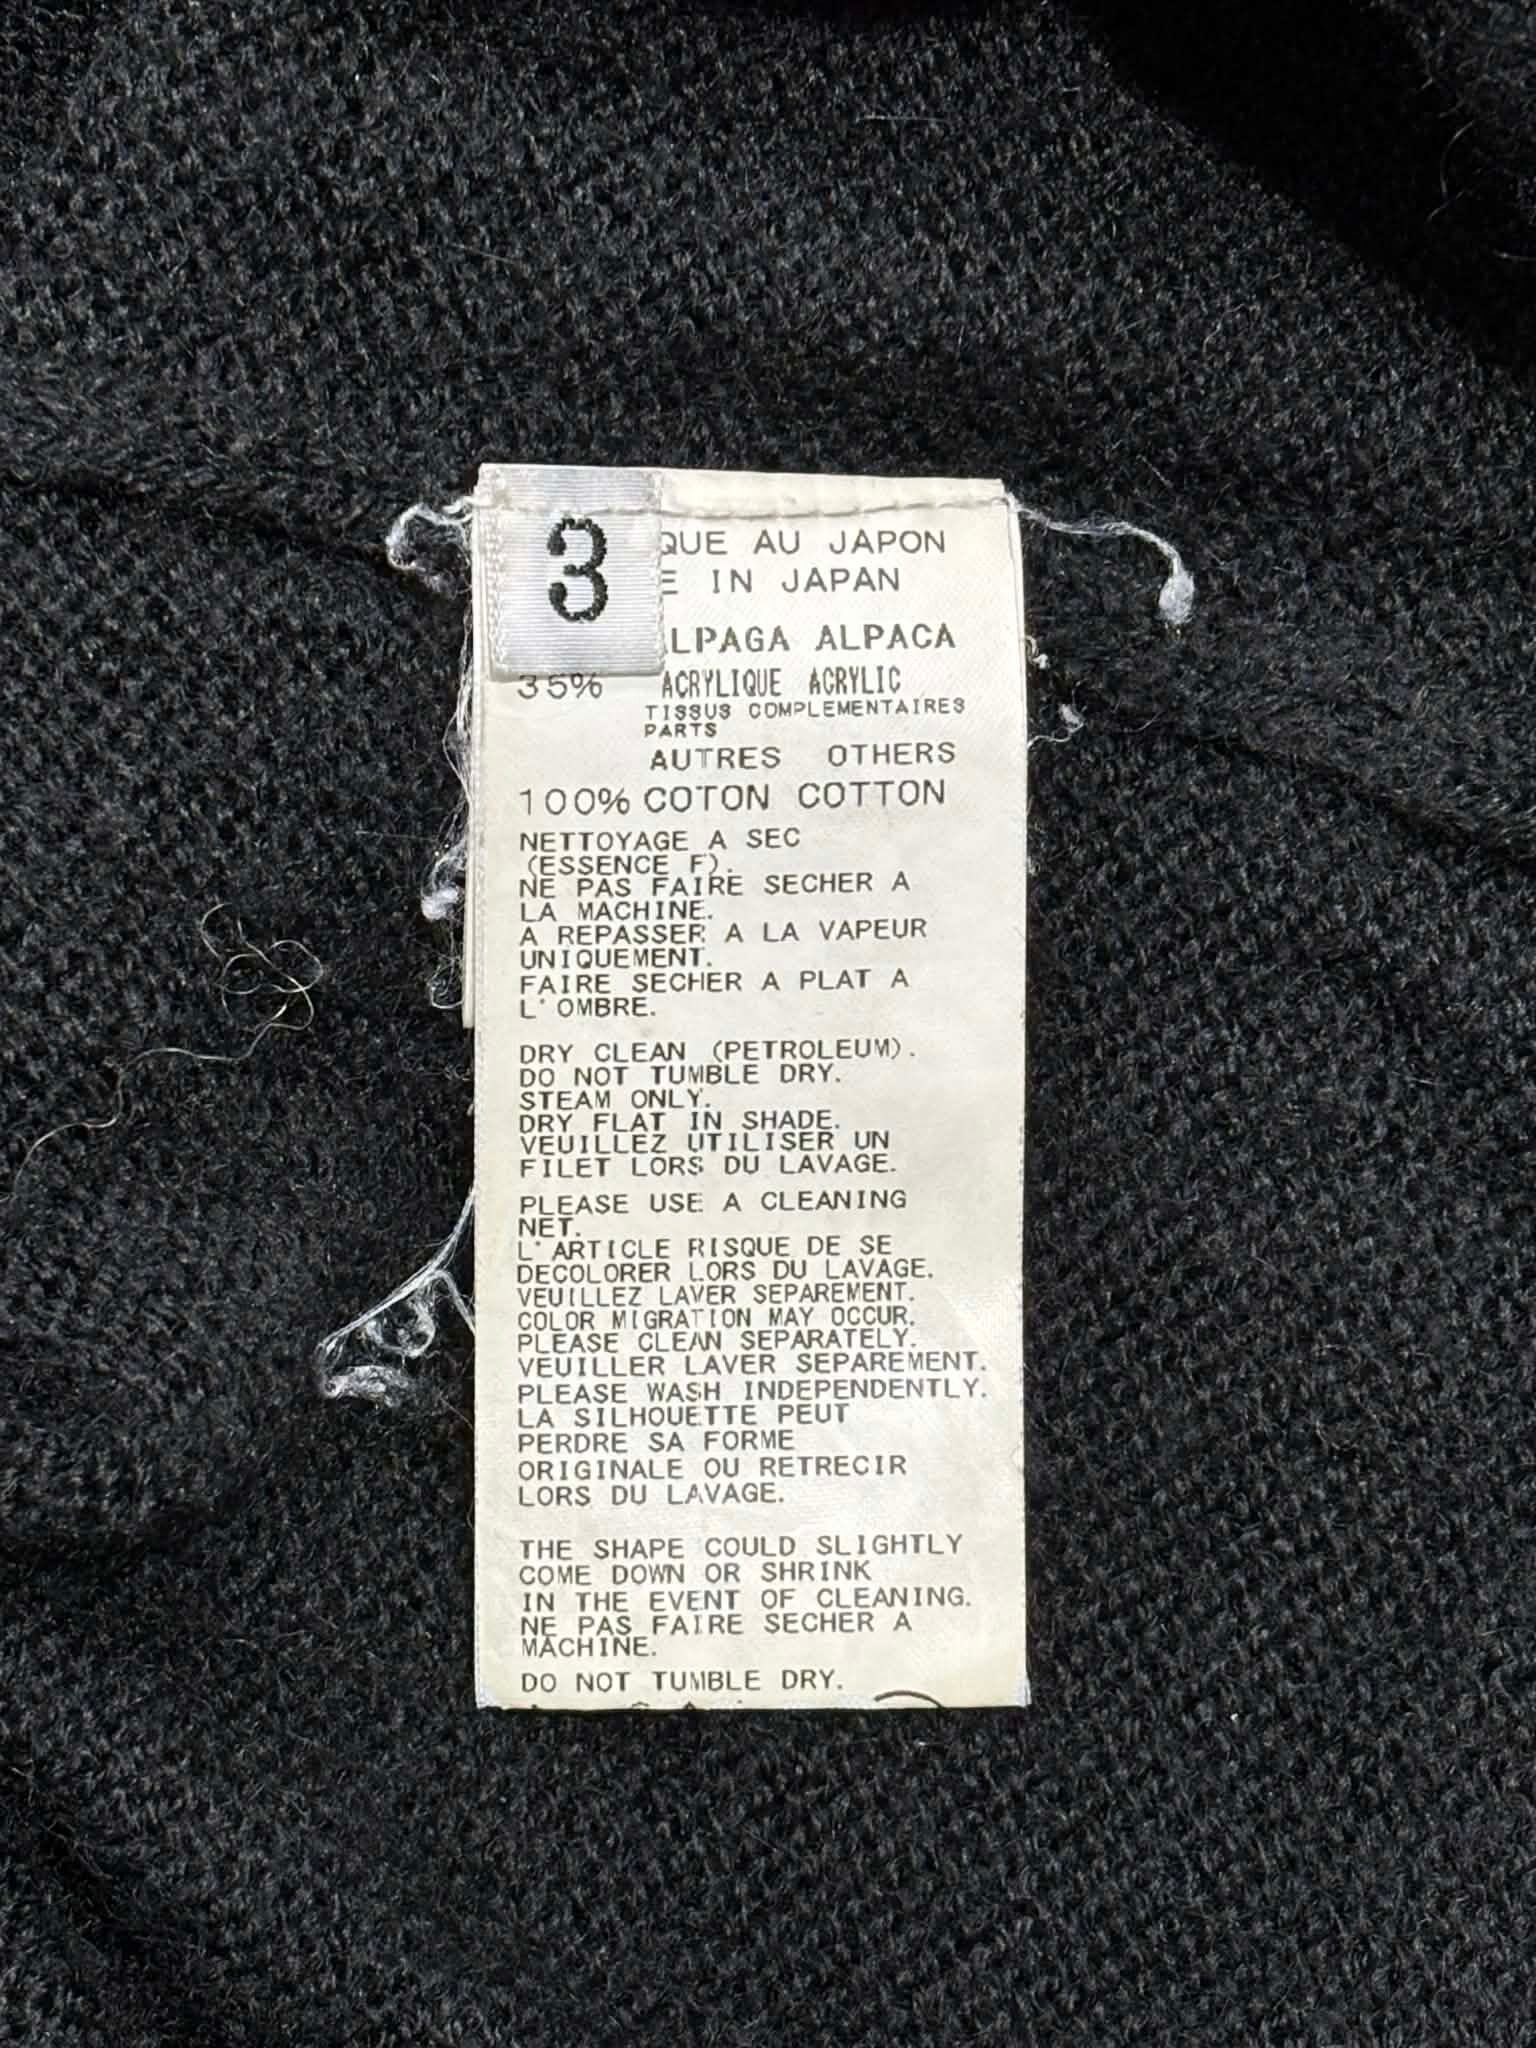 3
QUE AU JAPON
E IN JAPAN
LPAGA ALPACA
35% ACRYLIQUE ACRYLIC
TISSUS COMPLEMENTAIRES
PARTS
AUTRES OTHERS
100% COTON COTTON
NETTOYAGE A SEC
(ESSENCE F).
NE PAS FAIRE SECHER A
LA MACHINE.
A REPASSER A LA VAPEUR
UNIQUEMENT.
FAIRE SECHER A PLAT A
L'OMBRE.
DRY CLEAN (PETROLEUM).
DO NOT TUMBLE DRY.
STEAM ONLY.
DRY FLAT IN SHADE.
VEUILLEZ UTILISER UN
FILET LORS DU LAVAGE.
PLEASE USE A CLEANING
NET.
L'ARTICLE RISQUE DE SE
DECOLORER LORS DU LAVAGE.
VEUILLEZ LAVER SEPAREMENT.
COLOR MIGRATION MAY OCCUR.
PLEASE CLEAN SEPARATELY.
VEUILLER LAVER SEPAREMENT.
PLEASE WASH INDEPENDENTLY.
LA SILHOUETTE PEUT
PERDRE SA FORME
ORIGINALE OU RETRECIR
LORS DU LAVAGE.
THE SHAPE COULD SLIGHTLY
COME DOWN OR SHRINK
IN THE EVENT OF CLEANING.
NE PAS FAIRE SECHER A
MACHINE.
DO NOT TUMBLE DRY.